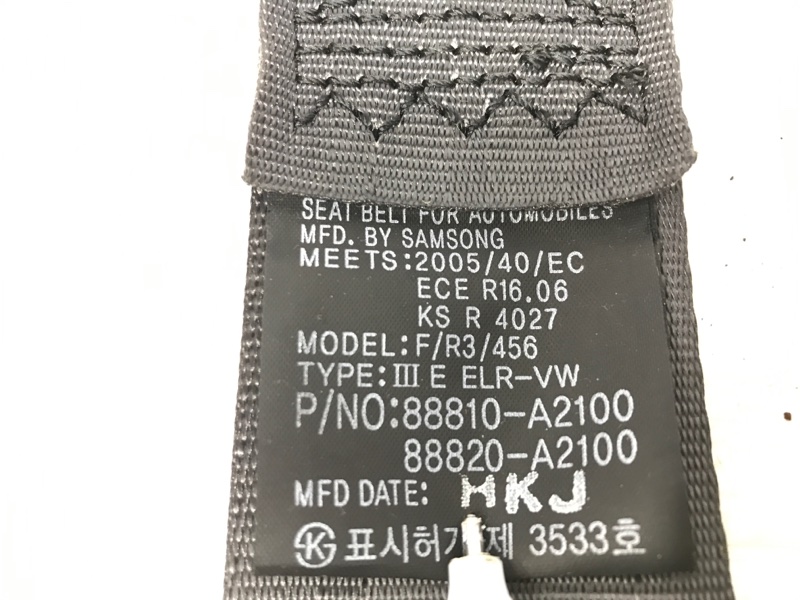 SEAT BELT FOR AUTOMOBILES
MFD. BY SAMSONG
MEETS:2005/40/EC
ECE R16.06
KS R 4027
MODEL:F/R3/456
TYPE:Ⅲ E ELR-VW
P/NO:88810-A2100
88820-A2100
MFD DATE: HKJ
표시허가제 3533호